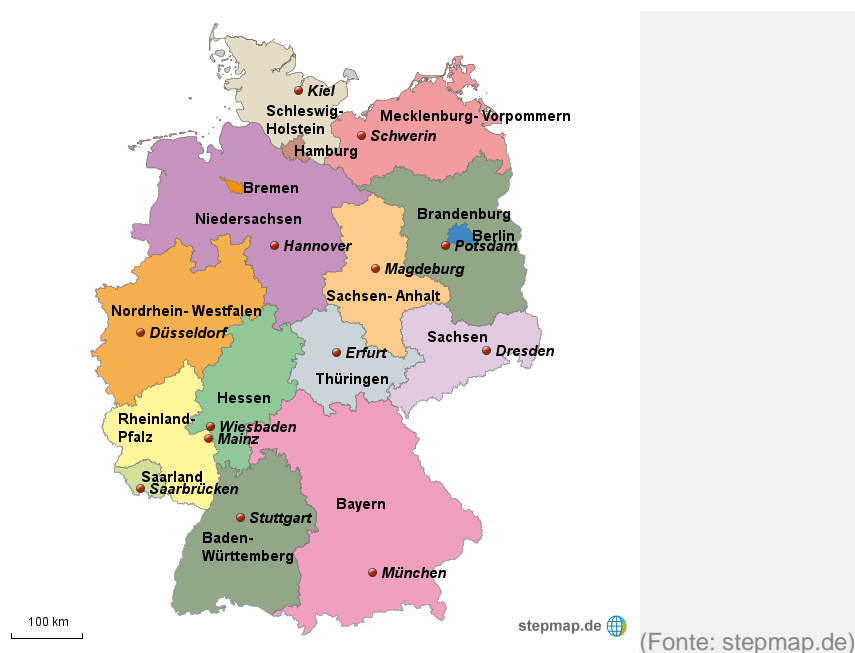 Kiel
Schleswig-
Holstein
Mecklenburg- Vorpommern
Schwerin
Hamburg
Bremen
Niedersachsen
Hannover
Brandenburg
Berlin
Potsdam
Magdeburg
Sachsen- Anhalt
Nordrhein- Westfalen
Düsseldorf
Sachsen
Dresden
Erfurt
Thüringen
Hessen
Wiesbaden
Mainz
Rheinland-
Pfalz
Saarland
Saarbrücken
Bayern
Stuttgart
Baden-
Württemberg
München
100 km
stepmap.de
(Fonte: stepmap.de)